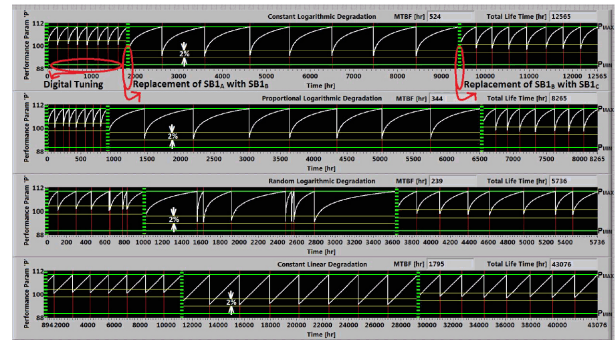 Constant Logarithmic Degradation MTBF [hr] 524 Total Life Time [hr] 12565
Performance Param 'P'
112
100
88
2%
P MAX
P MIN
0 1000 2000 3000 4000 5000 6000 7000 8000 9000 10000 11000 12000 12565
Time [hr]
Digital Tuning
Replacement of SB1A with SB1B
Replacement of SB1B with SB1C
Proportional Logarithmic Degradation MTBF [hr] 344 Total Life Time [hr] 8265
Performance Param 'P'
112
100
88
2%
0 500 1000 1500 2000 2500 3000 3500 4000 4500 5000 5500 6000 6500 7000 7500 8000 8265
Time [hr]
Random Logarithmic Degradation MTBF [hr] 239 Total Life Time [hr] 5736
Performance Param 'P'
112
100
88
2%
P MAX
P MIN
0 200 400 600 800 1000 1200 1400 1600 1800 2000 2200 2400 2600 2800 3000 3200 3400 3600 3800 4000 4200 4400 4600 4800 5000 5200 5400 5736
Time [hr]
Constant Linear Degradation MTBF [hr] 1795 Total Life Time [hr] 43076
Performance Param 'P'
112
100
88
2%
P MAX
P MIN
894 2000 4000 6000 8000 10000 12000 14000 16000 18000 20000 22000 24000 26000 28000 30000 32000 34000 36000 38000 40000 43076
Time [hr]